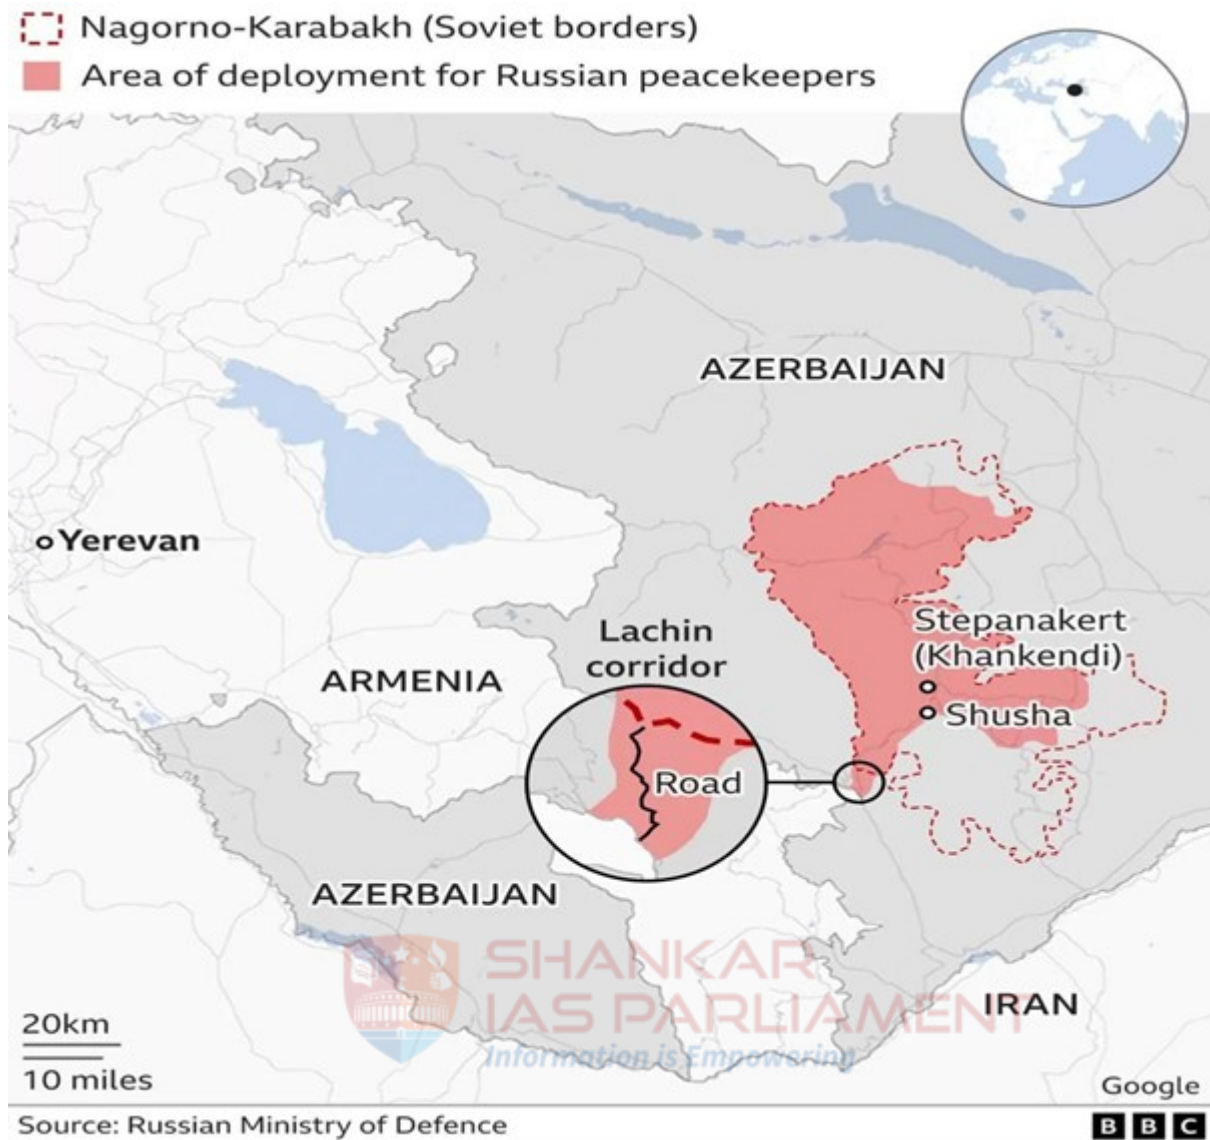 Nagorno-Karabakh (Soviet borders)
Area of deployment for Russian peacekeepers
AZERBAIJAN
Yerevan
Stepanakert
(Khankendi)
Lachin
corridor
ARMENIA
Shusha
Road
AZERBAIJAN
SHANKAR
IAS PARLIAMENT
Information is Empowering
IRAN
20km
10 miles
Google
Source: Russian Ministry of Defence
BBC